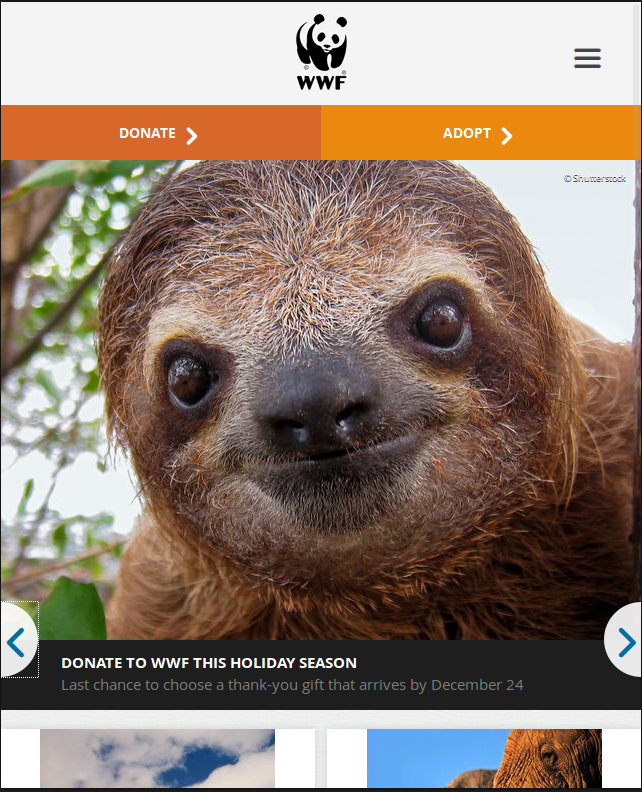 WWF
DONATE
ADOPT
© Shutterstock
DONATE TO WWF THIS HOLIDAY SEASON
Last chance to choose a thank-you gift that arrives by December 24